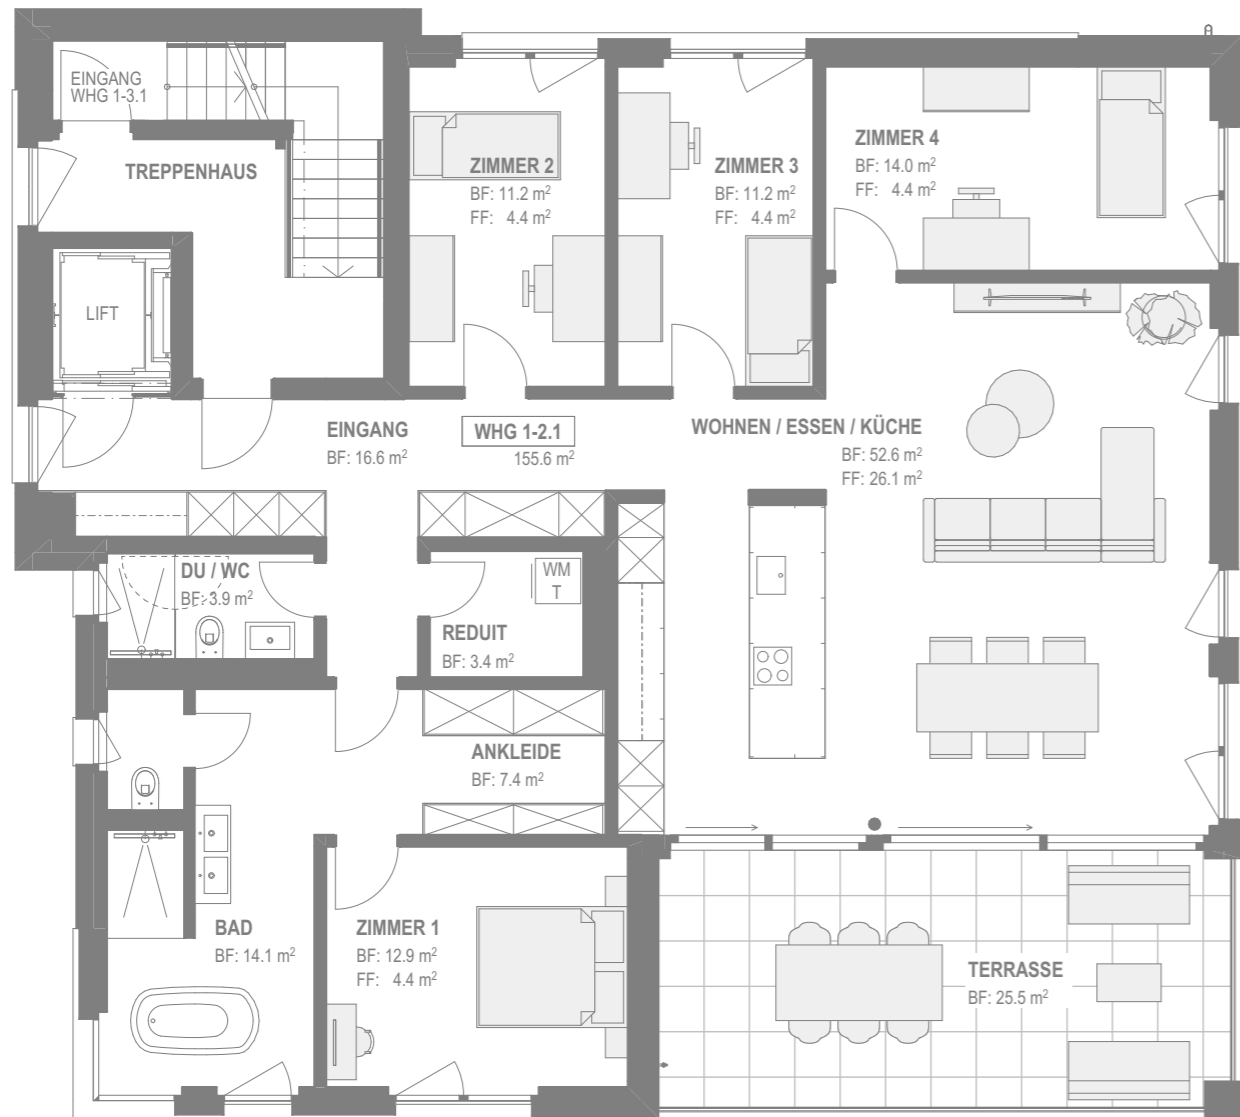 EINGANG
WHG 1-3.1
TREPPENHAUS
LIFT
ZIMMER 2
BF: 11.2 m²
FF: 4.4 m²
ZIMMER 3
BF: 11.2 m²
FF: 4.4 m²
ZIMMER 4
BF: 14.0 m²
FF: 4.4 m²
EINGANG
BF: 16.6 m²
WHG 1-2.1
155.6 m²
WOHNEN / ESSEN / KÜCHE
BF: 52.6 m²
FF: 26.1 m²
DU / WC
BF: 3.9 m²
WM
T
REDUIT
BF: 3.4 m²
ANKLEIDE
BF: 7.4 m²
BAD
BF: 14.1 m²
ZIMMER 1
BF: 12.9 m²
FF: 4.4 m²
TERRASSE
BF: 25.5 m²